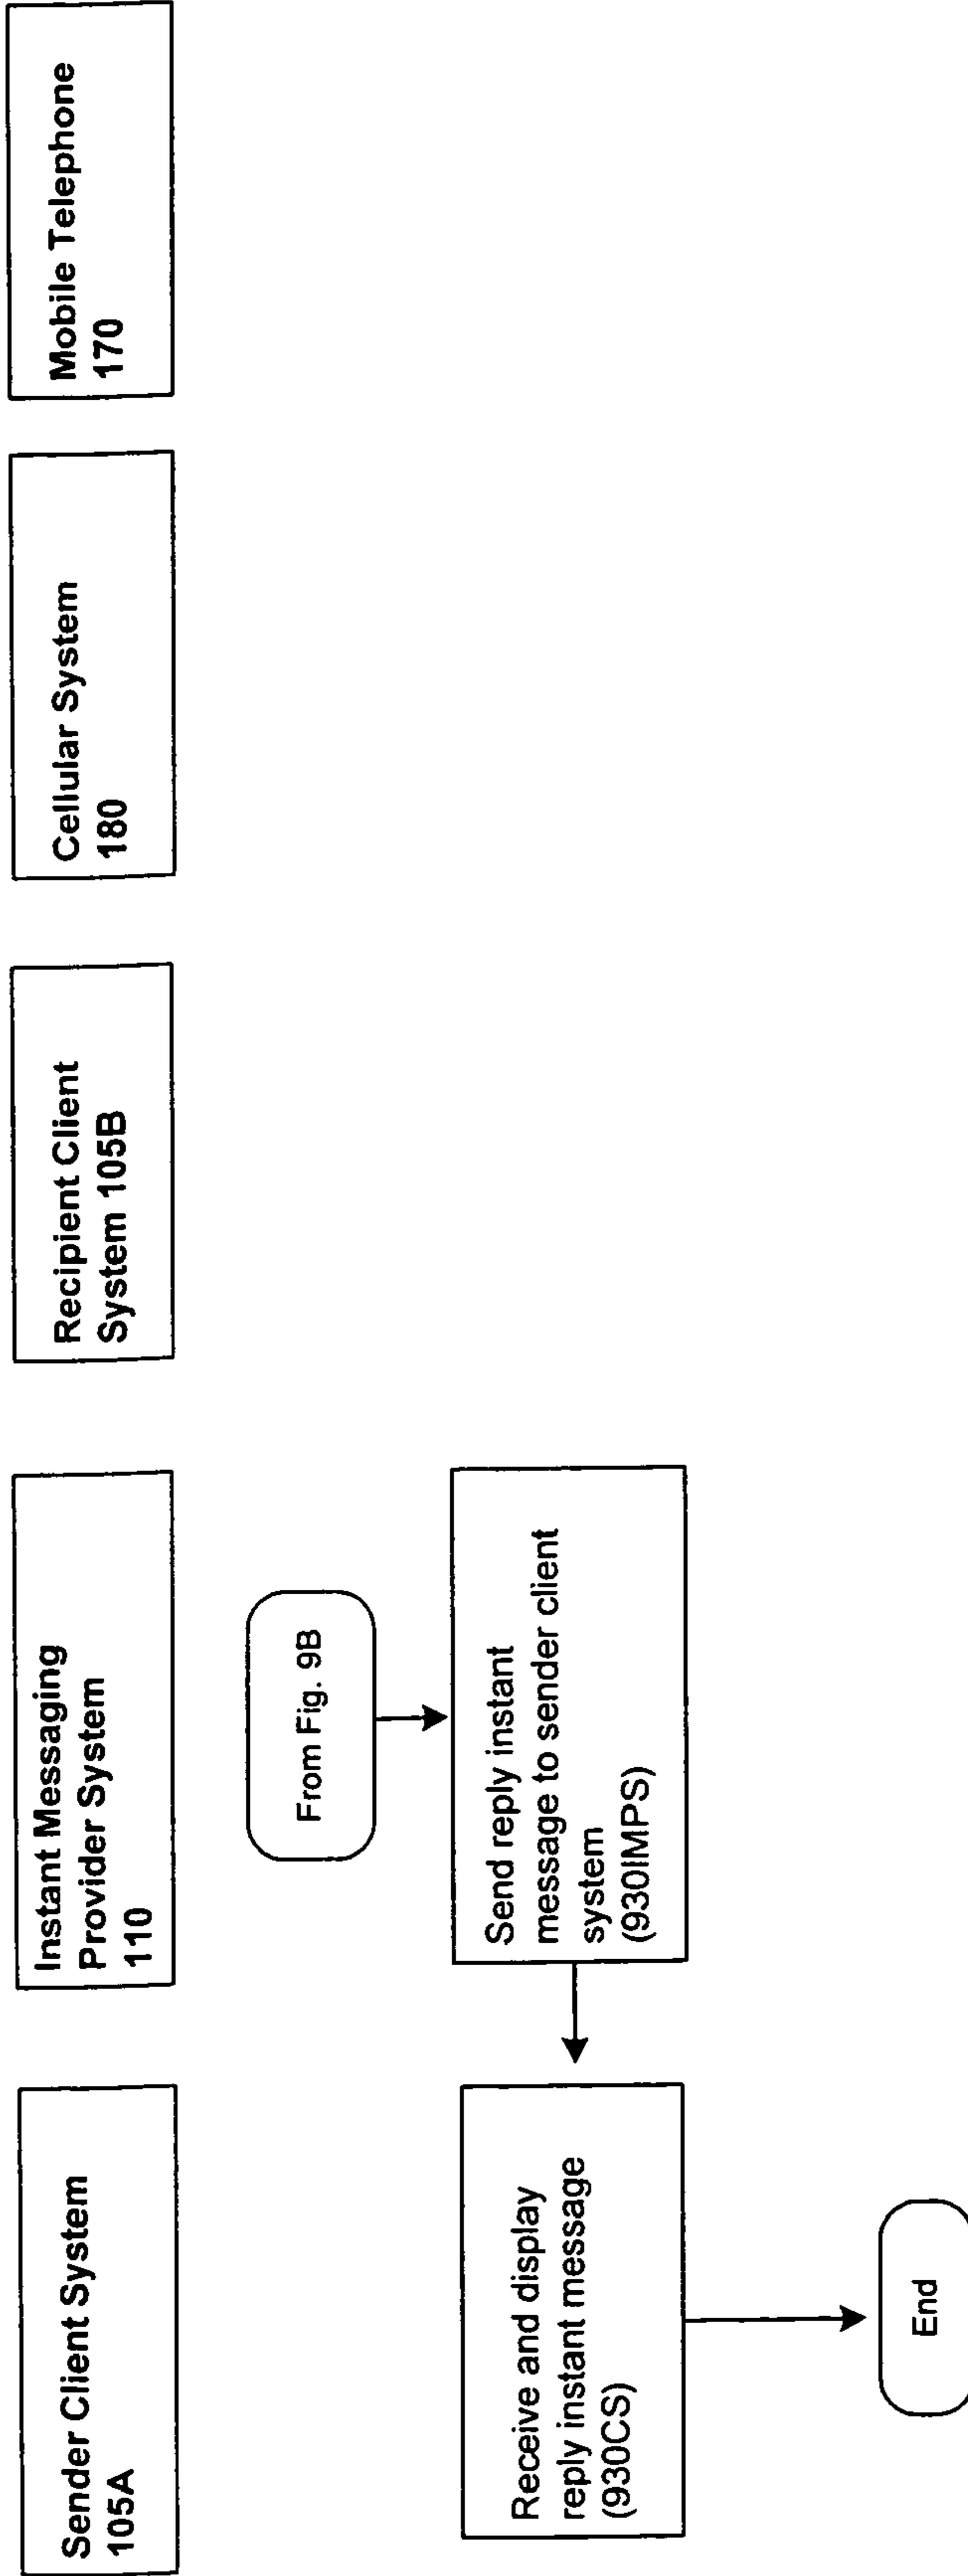 Sender Client System
105A
Instant Messaging
Provider System
110
Recipient Client
System 105B
Cellular System
180
Mobile Telephone
170
From Fig. 9B
Send reply instant
message to sender client
system
(930IMPS)
Receive and display
reply instant message
(930CS)
End